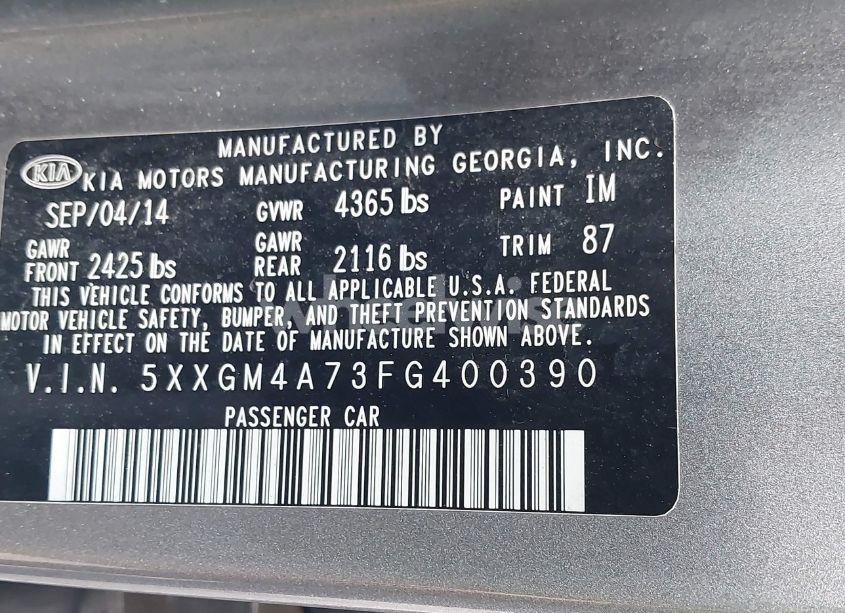 MANUFACTURED BY
KIA KIA MOTORS MANUFACTURING GEORGIA, INC.
SEP/04/14 GVWR 4365 lbs PAINT IM
GAWR FRONT 2425 lbs GAWR REAR 2116 lbs TRIM 87
THIS VEHICLE CONFORMS TO ALL APPLICABLE U.S.A. FEDERAL
MOTOR VEHICLE SAFETY, BUMPER, AND THEFT PREVENTION STANDARDS
IN EFFECT ON THE DATE OF MANUFACTURE SHOWN ABOVE.
V.I.N. 5XXGM4A73FG400390
PASSENGER CAR